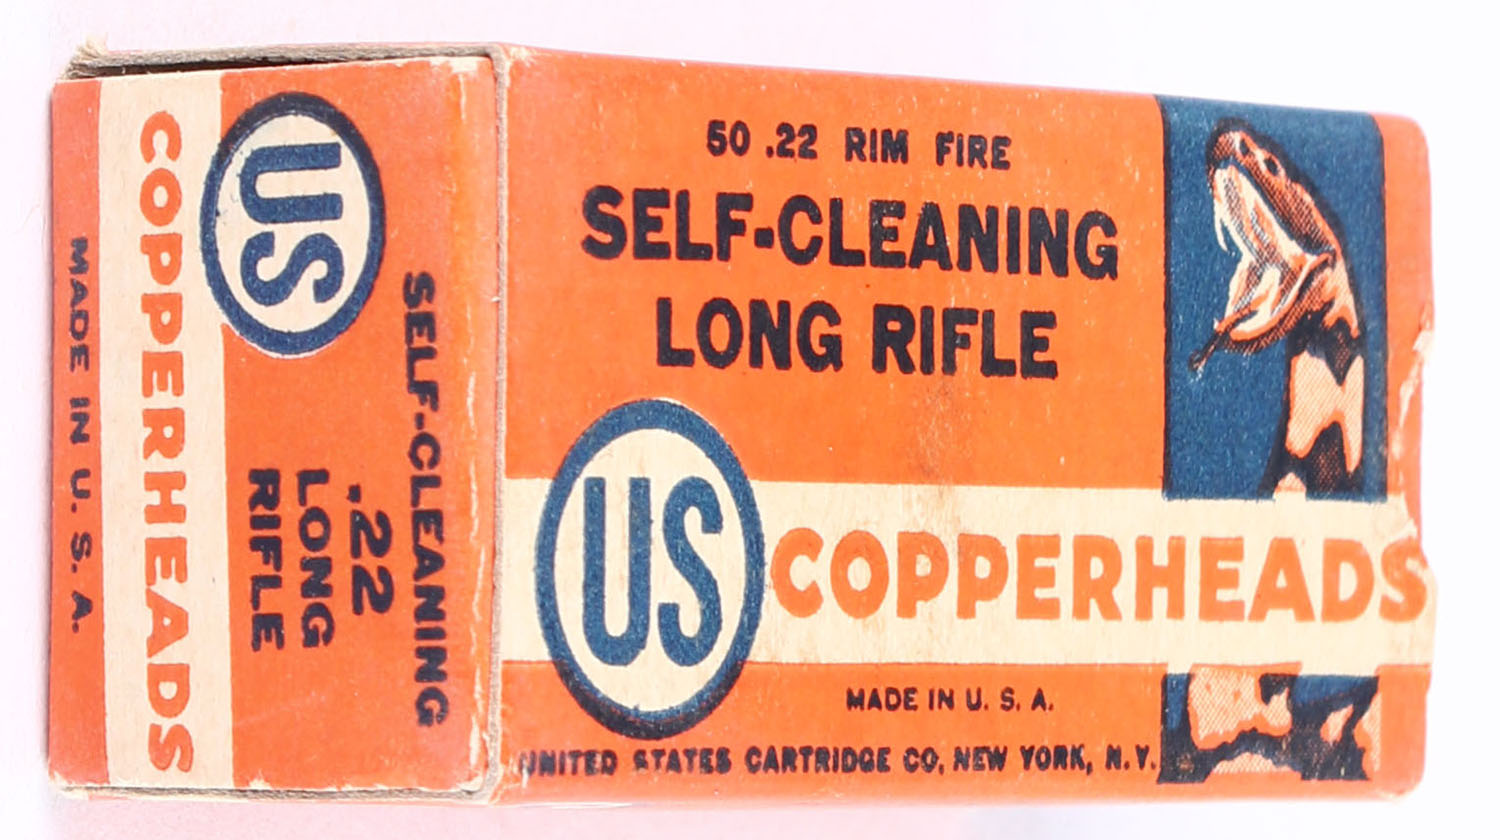 50 .22 RIM FIRE
SELF-CLEANING
LONG RIFLE
US
COPPERHEADS
MADE IN U. S. A.
UNITED STATES CARTRIDGE CO, NEW YORK, N.Y.
SELF-CLEANING
.22
LONG
RIFLE
US
COPPERHEADS
MADE IN U. S. A.